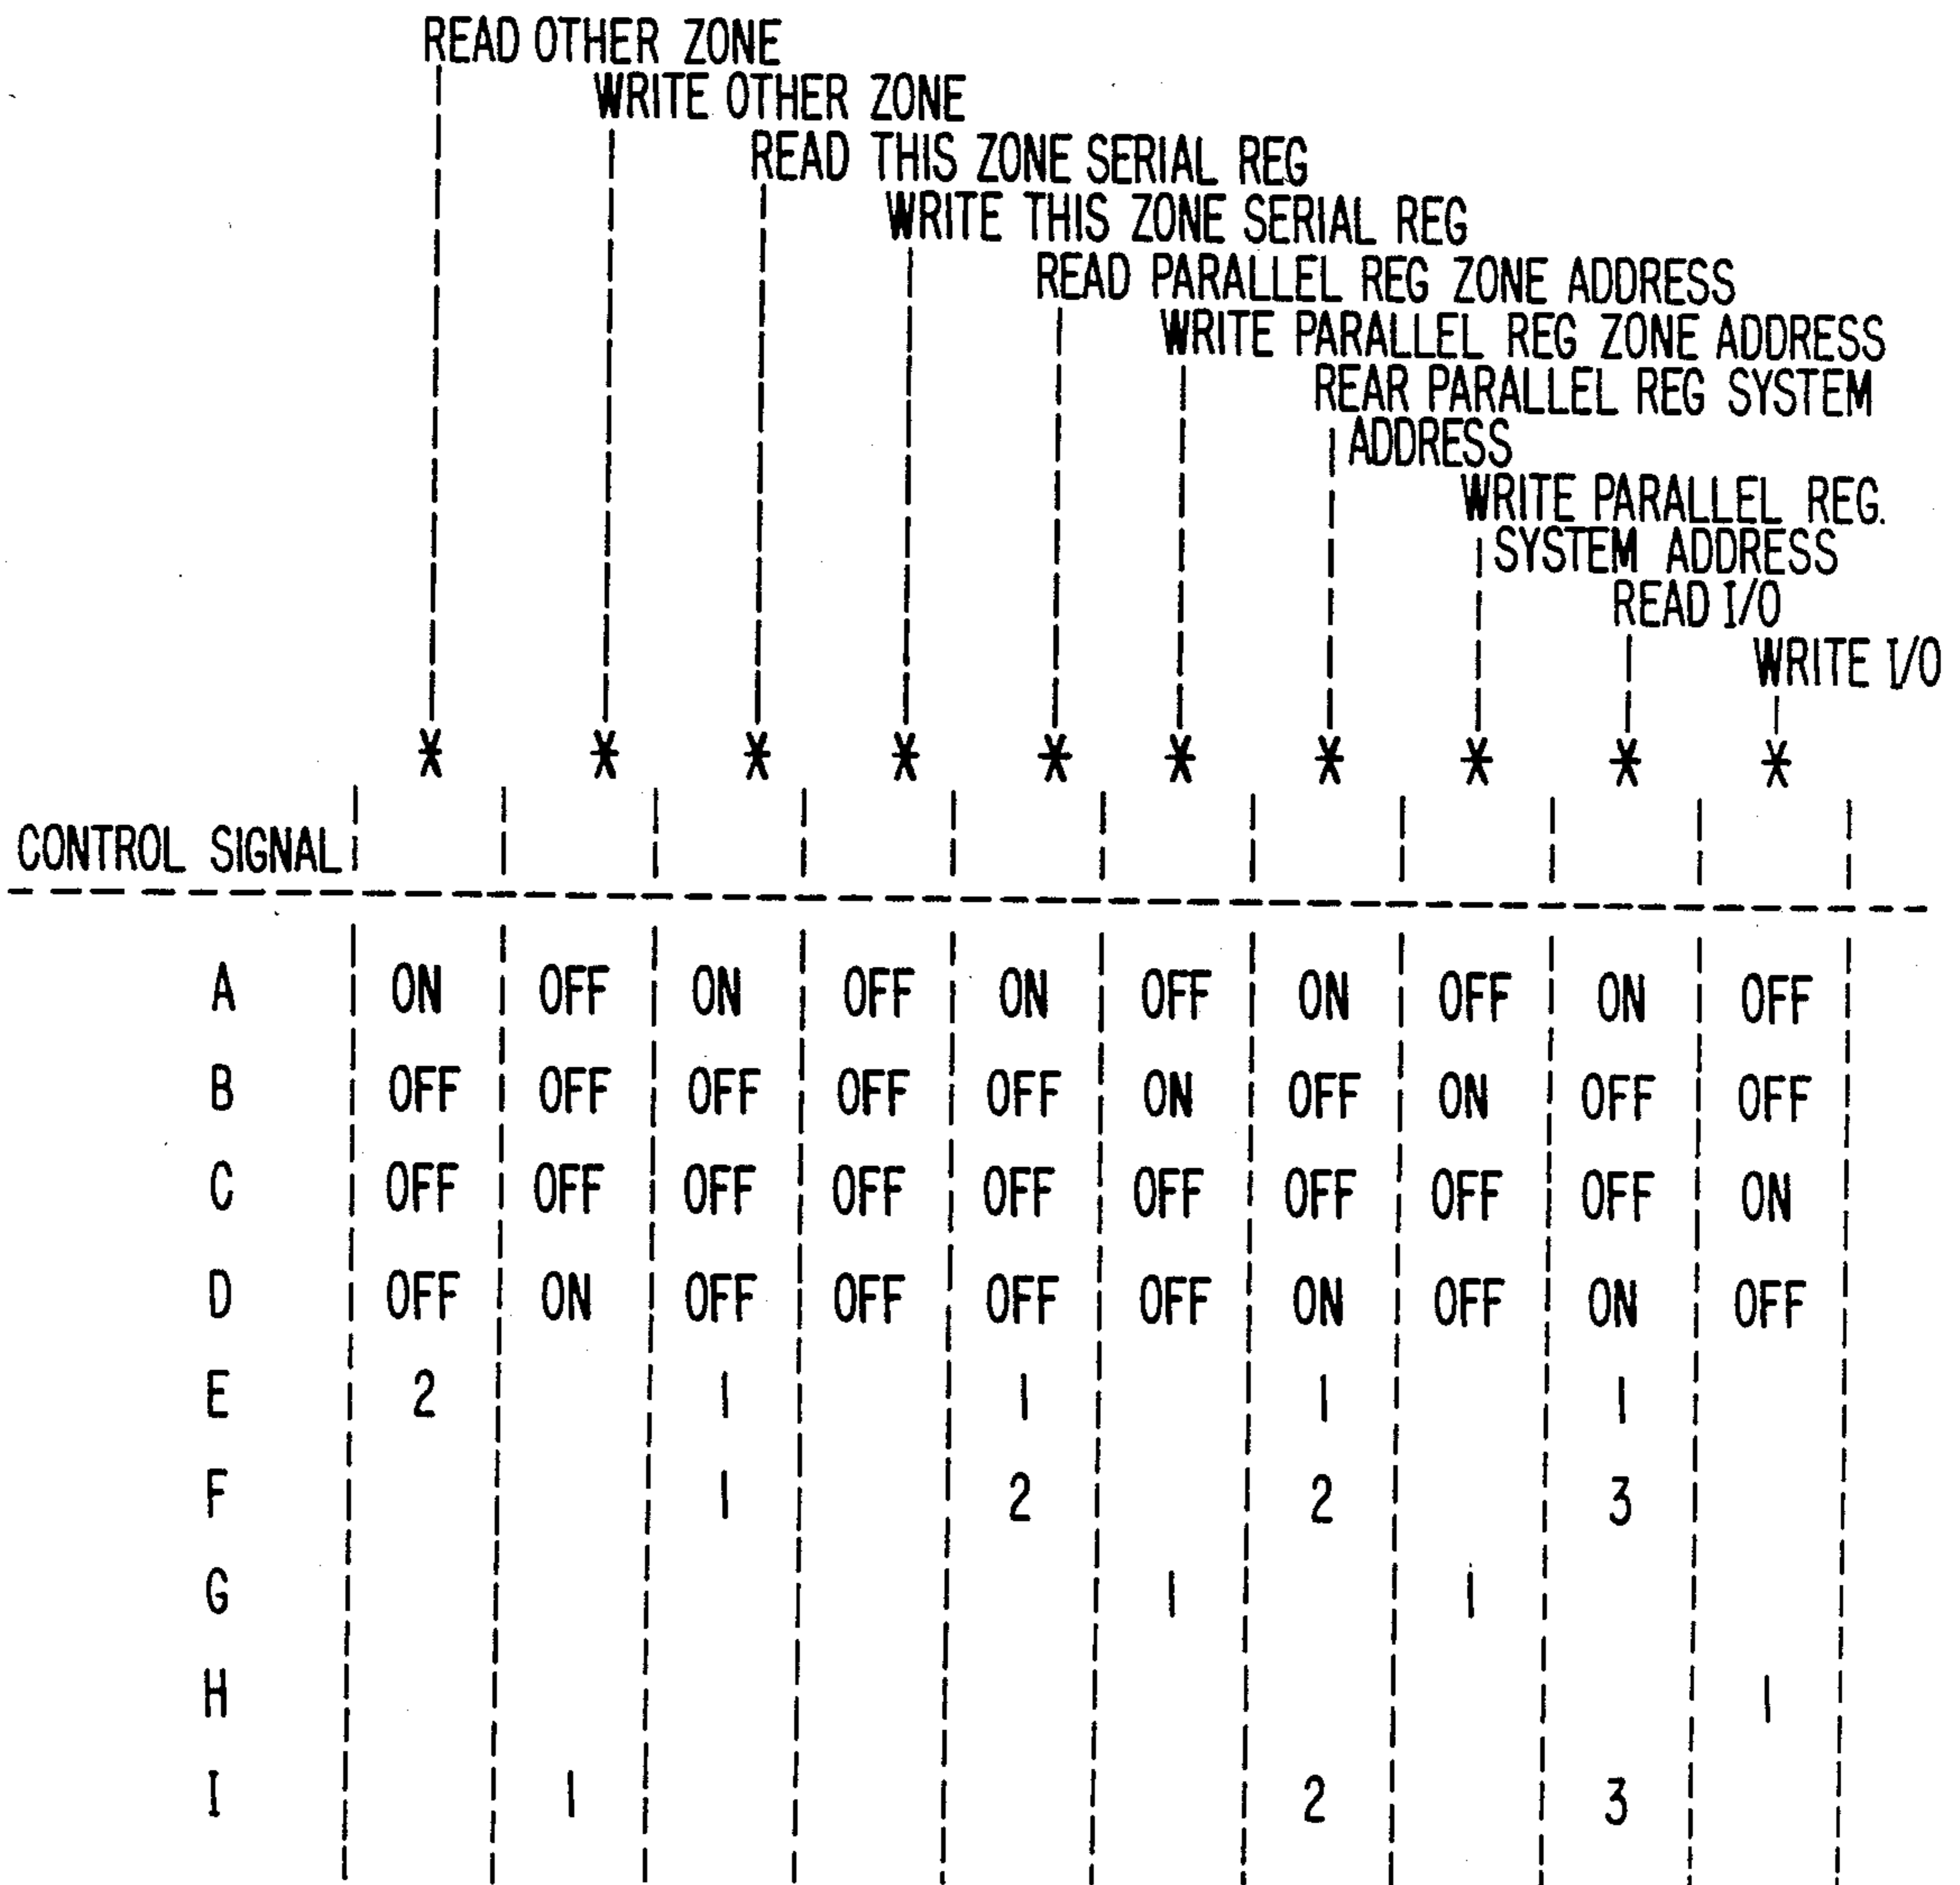 READ OTHER ZONE
WRITE OTHER ZONE
READ THIS ZONE SERIAL REG
WRITE THIS ZONE SERIAL REG
READ PARALLEL REG ZONE ADDRESS
WRITE PARALLEL REG ZONE ADDRESS
REAR PARALLEL REG SYSTEM
ADDRESS
WRITE PARALLEL REG.
SYSTEM ADDRESS
READ I/O
WRITE I/O
* * * * * * * * * *
CONTROL SIGNAL
A ON OFF ON OFF ON OFF ON OFF ON OFF
B OFF OFF OFF OFF OFF ON OFF ON OFF OFF
C OFF OFF OFF OFF OFF OFF OFF OFF OFF ON
D OFF ON OFF OFF OFF OFF ON OFF ON OFF
E 2 1 1 1 1
F 1 2 2 3
G 1 1
H 1
I 1 2 3